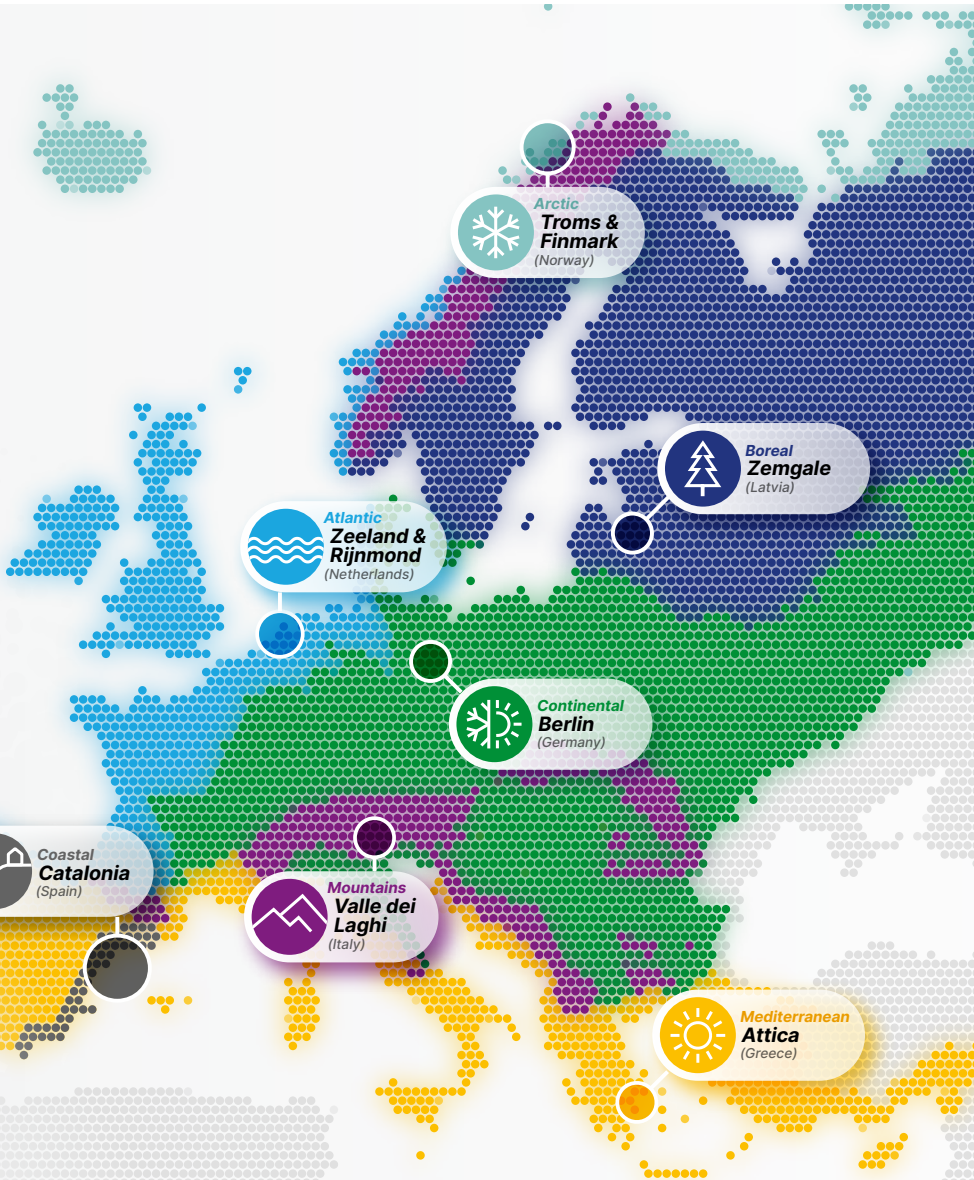 Arctic
Troms &
Finmark
(Norway)
Boreal
Zemgale
(Latvia)
Atlantic
Zeeland &
Rijnmond
(Netherlands)
Continental
Berlin
(Germany)
Coastal
Catalonia
(Spain)
Mountains
Valle dei
Laghi
(Italy)
Mediterranean
Attica
(Greece)